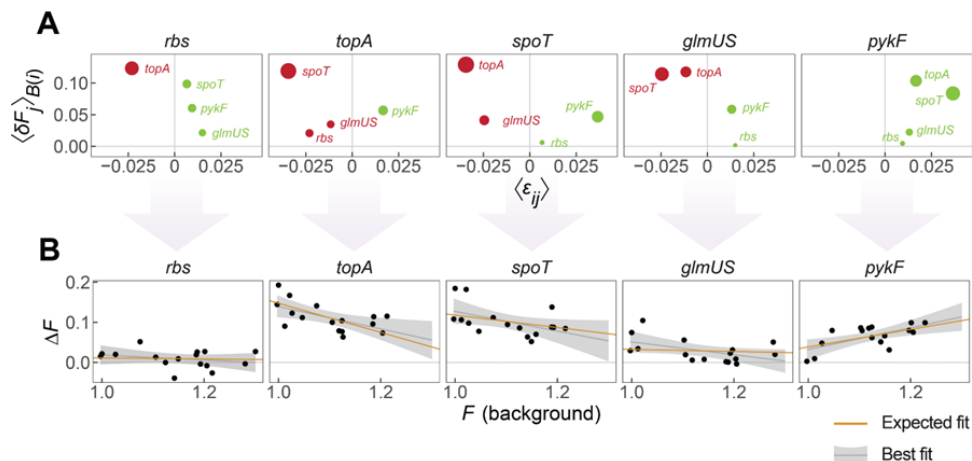 A
rbs topA spoT glmUS pykF
⟨δF_j⟩_B(i)
0.10
0.05
0.00
topA
spoT
pykF
glmUS
spoT
pykF
glmUS
rbs
topA
pykF
glmUS
rbs
topA
spoT
pykF
rbs
topA
spoT
glmUS
rbs
−0.025 0 0.025 −0.025 0 0.025 −0.025 0 0.025 −0.025 0 0.025 −0.025 0 0.025
⟨ε_ij⟩
B
rbs topA spoT glmUS pykF
ΔF
0.2
0.1
0.0
1.0 1.2 1.0 1.2 1.0 1.2 1.0 1.2 1.0 1.2
F (background)
Expected fit
Best fit